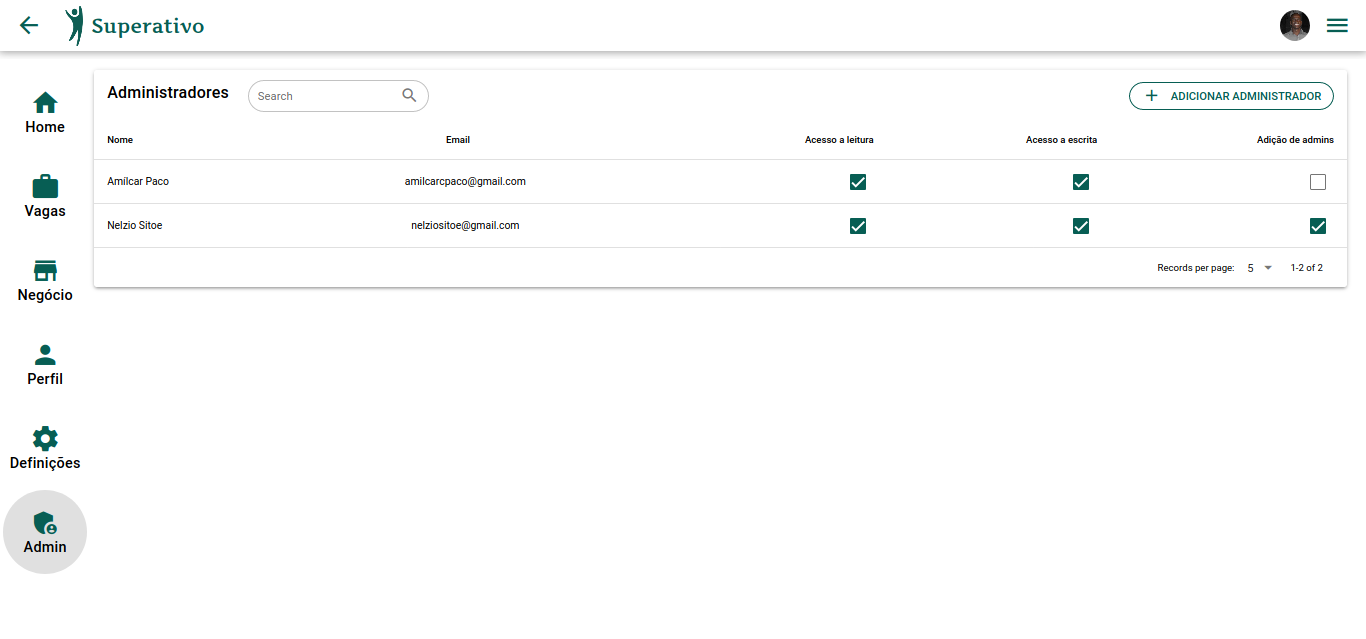 Superativo
Home
Vagas
Negócio
Perfil
Definições
Admin
Administradores
Search
ADICIONAR ADMINISTRADOR
Nome Email Acesso a leitura Acesso a escrita Adição de admins
Amílcar Paco amilcarcpaco@gmail.com
Nelzio Sitoe nelziositoe@gmail.com
Records per page: 5 1-2 of 2